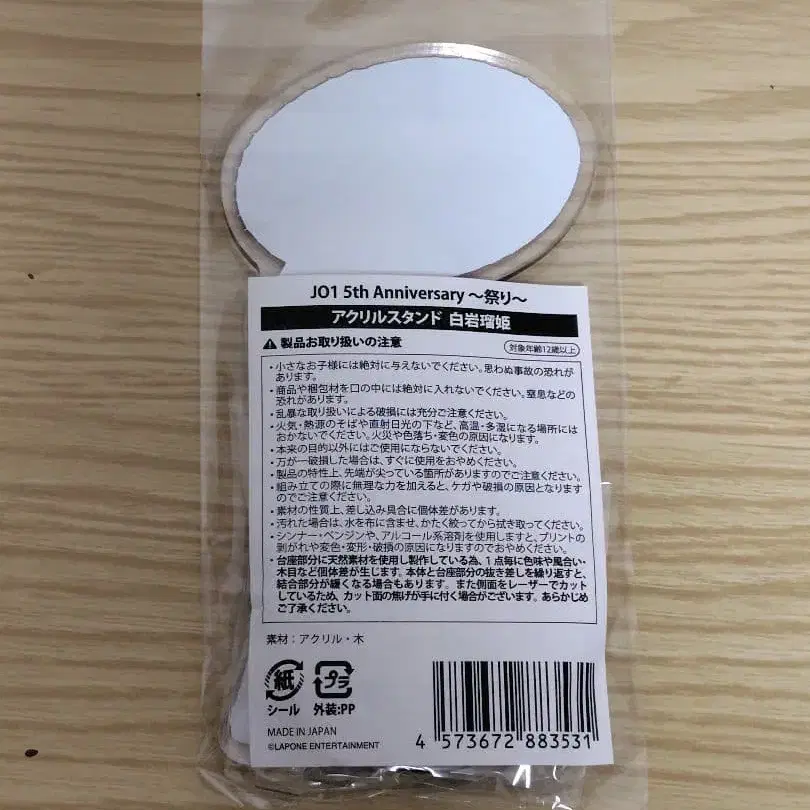 JO1 5th Anniversary ～祭り～
アクリルスタンド 白岩瑠姫
⚠ 製品お取り扱いの注意 対象年齢12歳以上
・小さなお子様には絶対に与えないでください。思わぬ事故の恐れが
あります。
・商品や梱包材を口の中には絶対に入れないでください。窒息などの
恐れがあります。
・乱暴な取り扱いによる破損には充分ご注意ください。
・火気・熱源のそばや直射日光の下など、高温・多湿になる場所には
おかないでください。火災や色落ち・変色の原因になります。
・本来の目的以外にはご使用にならないでください。
・万が一破損した場合は、すぐに使用をおやめください。
・製品の特性上、先端が尖っている箇所がありますのでご注意ください。
・組み立ての際に無理な力を加えると、ケガや破損の原因となります
のでご注意ください。
・素材の性質上、差し込み具合に個体差があります。
・汚れた場合は、水を布に含ませ、かたく絞ってから拭き取ってください。
・シンナー・ベンジンや、アルコール系溶剤を使用しますと、プリントの
剥がれや変色・変形・破損の原因になりますのでおやめください。
・台座部分に天然素材を使用し製作している為、1点毎に色味や風合い・
木目など個体差が生じます。本体と台座部分の抜き差しを繰り返すと、
結合部分が緩くなる場合もあります。また側面をレーザーでカット
しているため、カット面の焦げが手に付く場合がございます。あらかじめ
ご了承ください。
素材：アクリル・木
紙 プラ
シール 外装:PP
MADE IN JAPAN
©LAPONE ENTERTAINMENT
4 573672 883531